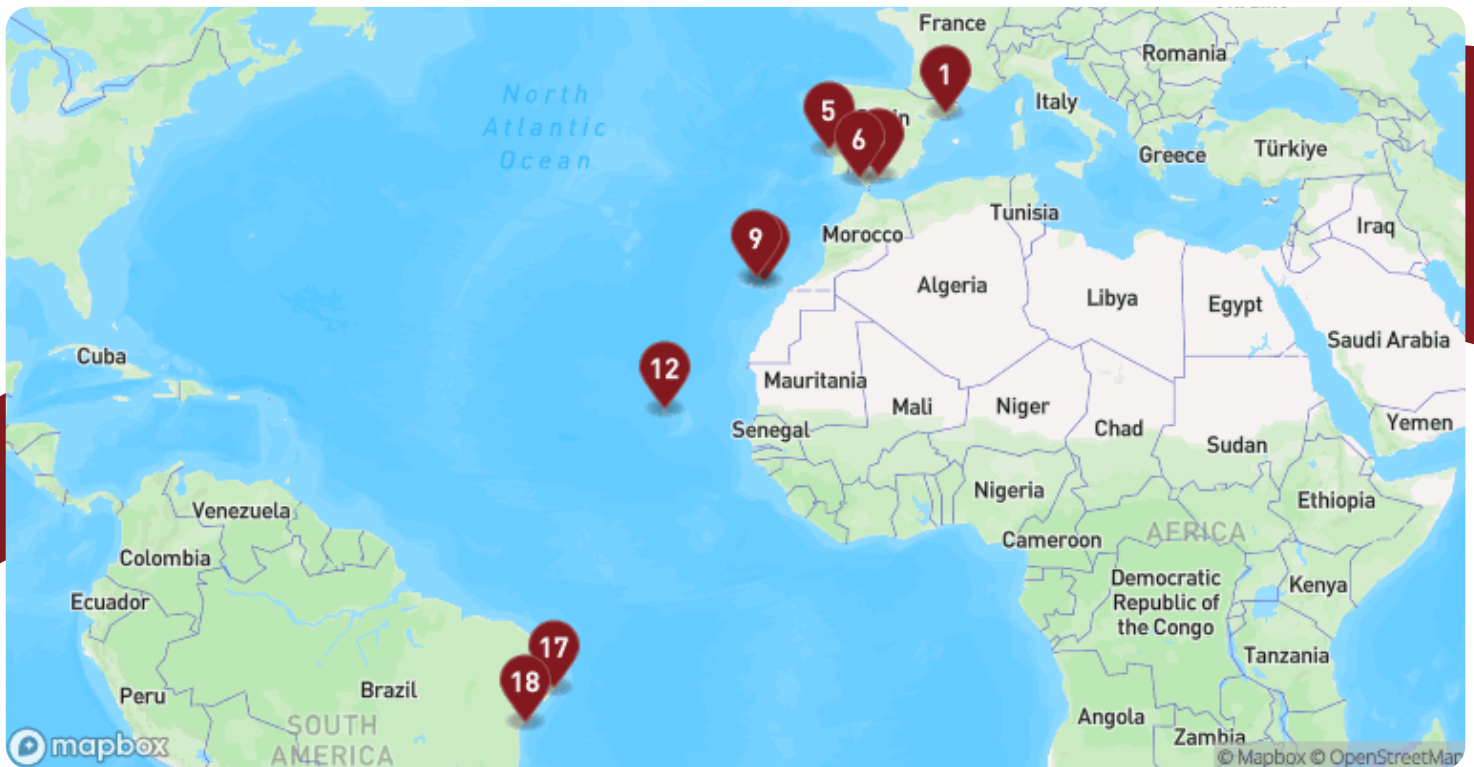 France
Romania
1
Italy
5
6
Greece
Türkiye
North
Atlantic
Ocean
Tunisia
Iraq
9
Morocco
Algeria
Libya
Egypt
Saudi Arabia
Cuba
12
Mauritania
Mali
Niger
Chad
Yemen
Senegal
Sudan
Nigeria
Ethiopia
Venezuela
Cameroon
AFRICA
Colombia
Democratic
Republic of
the Congo
Kenya
Ecuador
17
Tanzania
18
Peru
Brazil
Angola
SOUTH
AMERICA
Zambia
mapbox
© Mapbox © OpenStreetMap